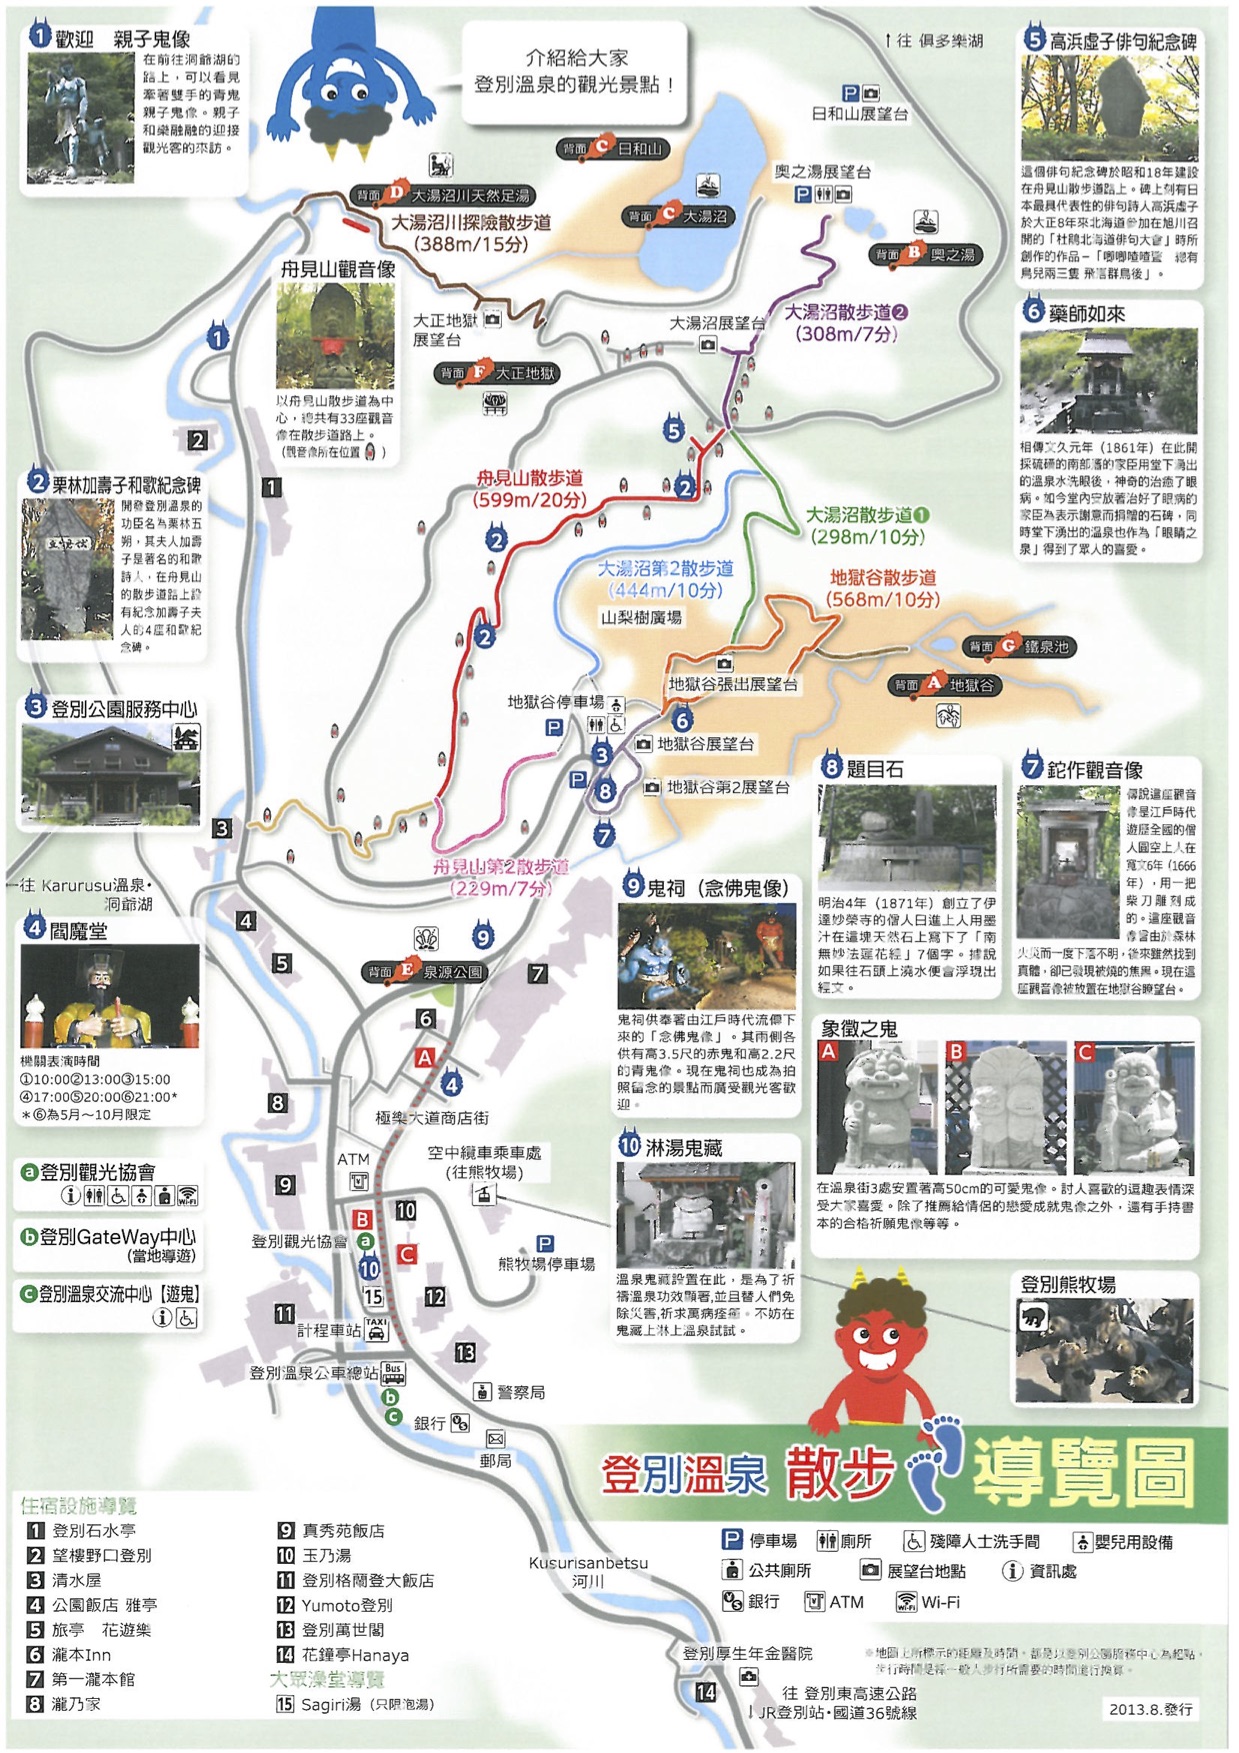 1 歡迎 親子鬼像
在前往洞爺湖的
路上，可以看見
牽著雙手的青鬼
親子鬼像。親子
和樂融融的迎接
觀光客的來訪。
介紹給大家
登別溫泉的觀光景點！
↑往 俱多樂湖
P 日和山展望台
背面 C 日和山
奧之湯展望台
P
背面 C 大湯沼
背面 B 奧之湯
背面 D 大湯沼川天然足湯
大湯沼川探險散步道
(388m/15分)
舟見山觀音像
以舟見山散步道為中
心，總共有33座觀音
像在散步道路上。
(觀音像所在位置 )
大正地獄
展望台
背面 F 大正地獄
大湯沼展望台
大湯沼散步道2
(308m/7分)
5 高浜虛子俳句紀念碑
這個俳句紀念碑於昭和18年建設
在舟見山散步道路上。碑上刻有日
本最具代表性的俳句詩人高浜虛子
於大正8年來北海道參加在旭川召
開的「杜鵑北海道俳句大會」時所
創作的作品－「唧唧喳喳鴛 總有
鳥兒兩三隻 飛落群鳥後」。
6 藥師如來
相傳文久元年（1861年）在此開
採硫磺的南部藩的家臣用堂下湧出
的溫泉水洗眼後，神奇的治癒了眼
病。如今堂內安放著治好了眼病的
家臣為表示謝意而捐贈的石碑，同
時堂下湧出的溫泉也作為「眼睛之
泉」得到了眾人的喜愛。
1
2
1
5
2
2
2
舟見山散步道
(599m/20分)
大湯沼散步道1
(298m/10分)
大湯沼第2散步道
(444m/10分)
山梨樹廣場
地獄谷散步道
(568m/10分)
背面 G 鐵泉池
背面 A 地獄谷
地獄谷張出展望台
地獄谷停車場
P
6
地獄谷展望台
3
P
8
地獄谷第2展望台
7
2 栗林加壽子和歌紀念碑
開發登別溫泉的
功臣名為栗林五
朔，其夫人加壽
子是著名的和歌
詩人，在舟見山
的散步道路上設
有紀念加壽子夫
人的4座和歌紀
念碑。
3 登別公園服務中心
3
←往 Karurusu溫泉・
洞爺湖
舟見山第2散步道
(229m/7分)
4 閻魔堂
機關表演時間
①10:00②13:00③15:00
④17:00⑤20:00⑥21:00*
＊⑥為5月～10月限定
8 題目石
明治4年（1871年）創立了伊
達妙榮寺的僧人日進上人用墨
汁在這塊天然石上寫下了「南
無妙法蓮花經」7個字。據說
如果往石頭上澆水便會浮現出
經文。
7 鉈作觀音像
傳說這座觀音
像是江戶時代
遊歷全國的僧
人圓空上人在
寬文6年（1666
年），用一把
柴刀雕刻成
的。這座觀音
像曾由於森林
火災而一度下落不明，後來雖然找到
真體，卻已發現被燒的焦黑。現在這
座觀音像被放置在地獄谷瞭望台。
9 鬼祠（念佛鬼像）
鬼祠供奉著由江戶時代流傳下
來的「念佛鬼像」。其兩側各
供有高3.5尺的赤鬼和高2.2尺
的青鬼像。現在鬼祠也成為拍
照留念的景點而廣受觀光客歡
迎。
象徵之鬼
A
B
C
在溫泉街3處安置著高50cm的可愛鬼像。討人喜歡的逗趣表情深
受大家喜愛。除了推薦給情侶的戀愛成就鬼像之外，還有手持書
本的合格祈願鬼像等等。
4
5
9
背面 E 泉源公園
7
6
A
4
8
極樂大道商店街
ATM
空中纜車乘車處
(往熊牧場)
9
10
B
登別觀光協會 a
C
P
熊牧場停車場
10
15
12
11
計程車站 TAXI
13
登別溫泉公車總站 Bus
b
c
警察局
銀行
郵局
a 登別觀光協會
Wi-Fi
b 登別GateWay中心
(當地導遊)
c 登別溫泉交流中心【遊鬼】
10 淋湯鬼藏
溫泉鬼藏設置在此，是為了祈
禱溫泉功效顯著,並且替人們免
除災害,祈求萬病痊癒。不妨在
鬼藏上淋上溫泉試試。
登別熊牧場
登別溫泉 散步 導覽圖
住宿設施導覽
1 登別石水亭
2 望樓野口登別
3 清水屋
4 公園飯店 雅亭
5 旅亭 花遊樂
6 瀧本Inn
7 第一瀧本館
8 瀧乃家
9 真秀苑飯店
10 玉乃湯
11 登別格蘭登大飯店
12 Yumoto登別
13 登別萬世閣
14 花鐘亭Hanaya
大眾澡堂導覽
15 Sagiri湯（只限泡湯）
Kusurisanbetsu
河川
P 停車場 廁所 殘障人士洗手間 嬰兒用設備
公共廁所 展望台地點 資訊處
銀行 ATM Wi-Fi
登別厚生年金醫院
14
往 登別東高速公路
↓JR登別站・國道36號線
＊地圖上所標示的距離及時間，都是以登別公園服務中心為起點。
步行時間是採一般人步行所需要的時間進行換算。
2013.8.發行